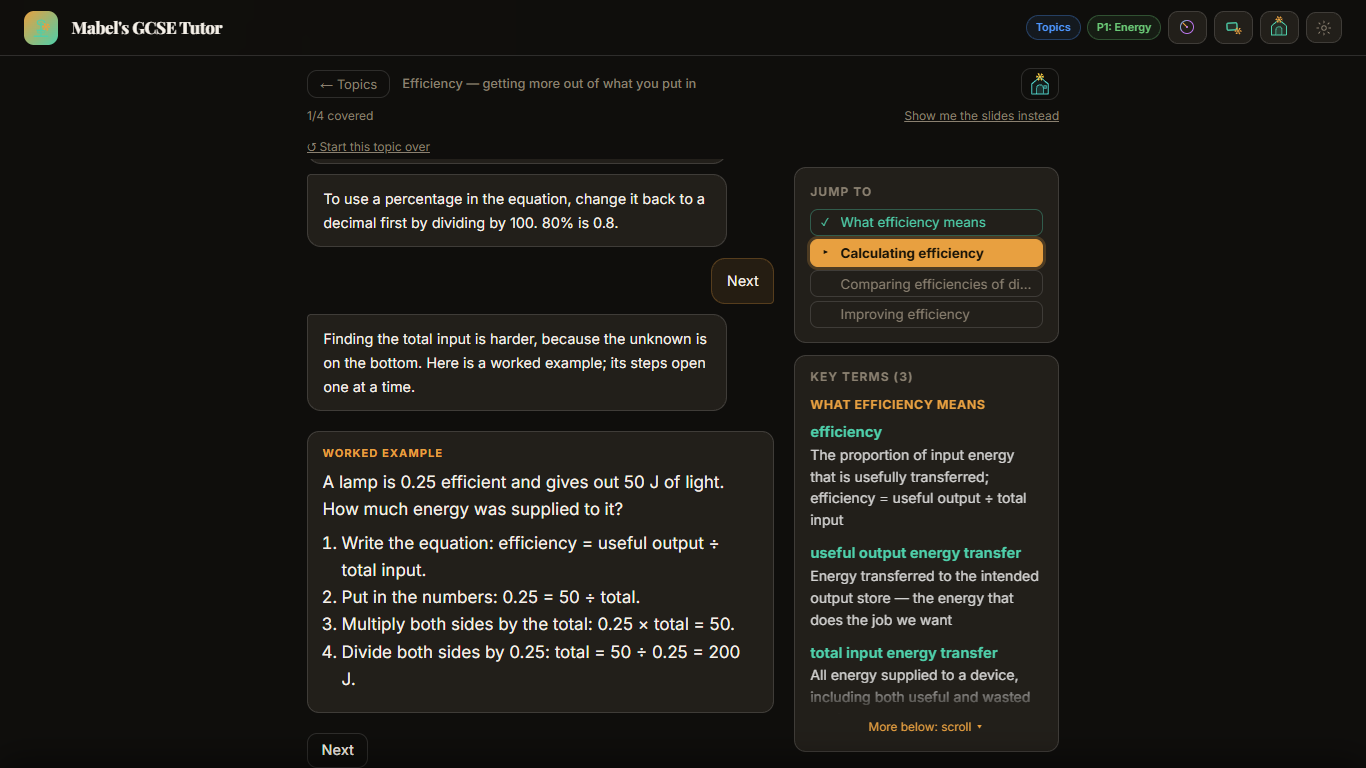 Mabel's GCSE Tutor
Topics
P1: Energy
← Topics
Efficiency — getting more out of what you put in
1/4 covered
Show me the slides instead
↺ Start this topic over
To use a percentage in the equation, change it back to a
decimal first by dividing by 100. 80% is 0.8.
Next
Finding the total input is harder, because the unknown is
on the bottom. Here is a worked example; its steps open
one at a time.
WORKED EXAMPLE
A lamp is 0.25 efficient and gives out 50 J of light.
How much energy was supplied to it?
1. Write the equation: efficiency = useful output ÷
total input.
2. Put in the numbers: 0.25 = 50 ÷ total.
3. Multiply both sides by the total: 0.25 × total = 50.
4. Divide both sides by 0.25: total = 50 ÷ 0.25 = 200
J.
Next
JUMP TO
✓ What efficiency means
‣ Calculating efficiency
Comparing efficiencies of di...
Improving efficiency
KEY TERMS (3)
WHAT EFFICIENCY MEANS
efficiency
The proportion of input energy
that is usefully transferred;
efficiency = useful output ÷ total
input
useful output energy transfer
Energy transferred to the intended
output store — the energy that
does the job we want
total input energy transfer
All energy supplied to a device,
including both useful and wasted
More below: scroll ▾